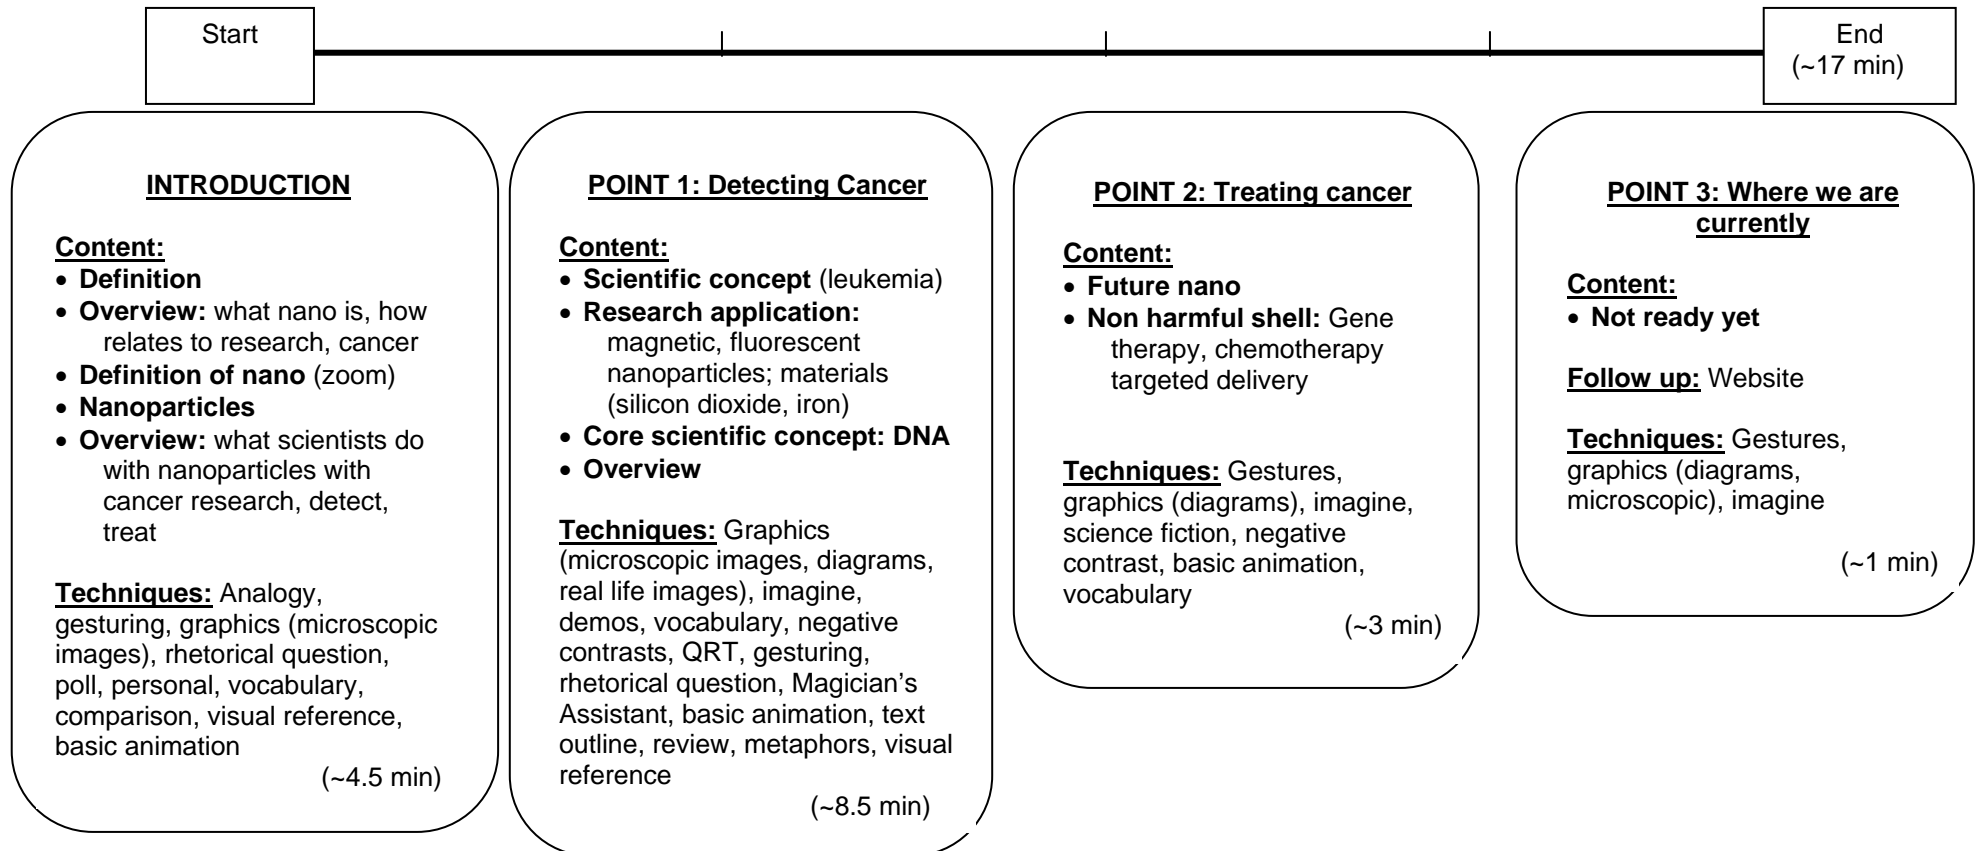 Start
End
(~17 min)
INTRODUCTION
Content:
• Definition
• Overview: what nano is, how
relates to research, cancer
• Definition of nano (zoom)
• Nanoparticles
• Overview: what scientists do
with nanoparticles with
cancer research, detect,
treat
Techniques: Analogy,
gesturing, graphics (microscopic
images), rhetorical question,
poll, personal, vocabulary,
comparison, visual reference,
basic animation
(~4.5 min)
POINT 1: Detecting Cancer
Content:
• Scientific concept (leukemia)
• Research application:
magnetic, fluorescent
nanoparticles; materials
(silicon dioxide, iron)
• Core scientific concept: DNA
• Overview
Techniques: Graphics
(microscopic images, diagrams,
real life images), imagine,
demos, vocabulary, negative
contrasts, QRT, gesturing,
rhetorical question, Magician’s
Assistant, basic animation, text
outline, review, metaphors, visual
reference
(~8.5 min)
POINT 2: Treating cancer
Content:
• Future nano
• Non harmful shell: Gene
therapy, chemotherapy
targeted delivery
Techniques: Gestures,
graphics (diagrams), imagine,
science fiction, negative
contrast, basic animation,
vocabulary
(~3 min)
POINT 3: Where we are
currently
Content:
• Not ready yet
Follow up: Website
Techniques: Gestures,
graphics (diagrams,
microscopic), imagine
(~1 min)